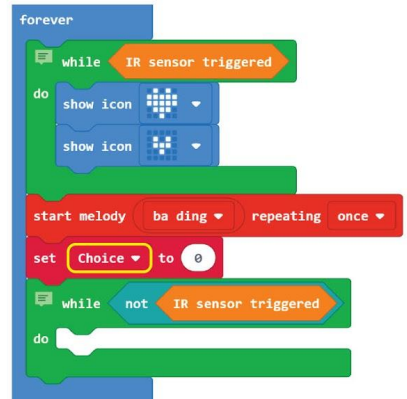 forever
while IR sensor triggered
do
show icon
show icon
start melody ba ding repeating once
set Choice to 0
while not IR sensor triggered
do